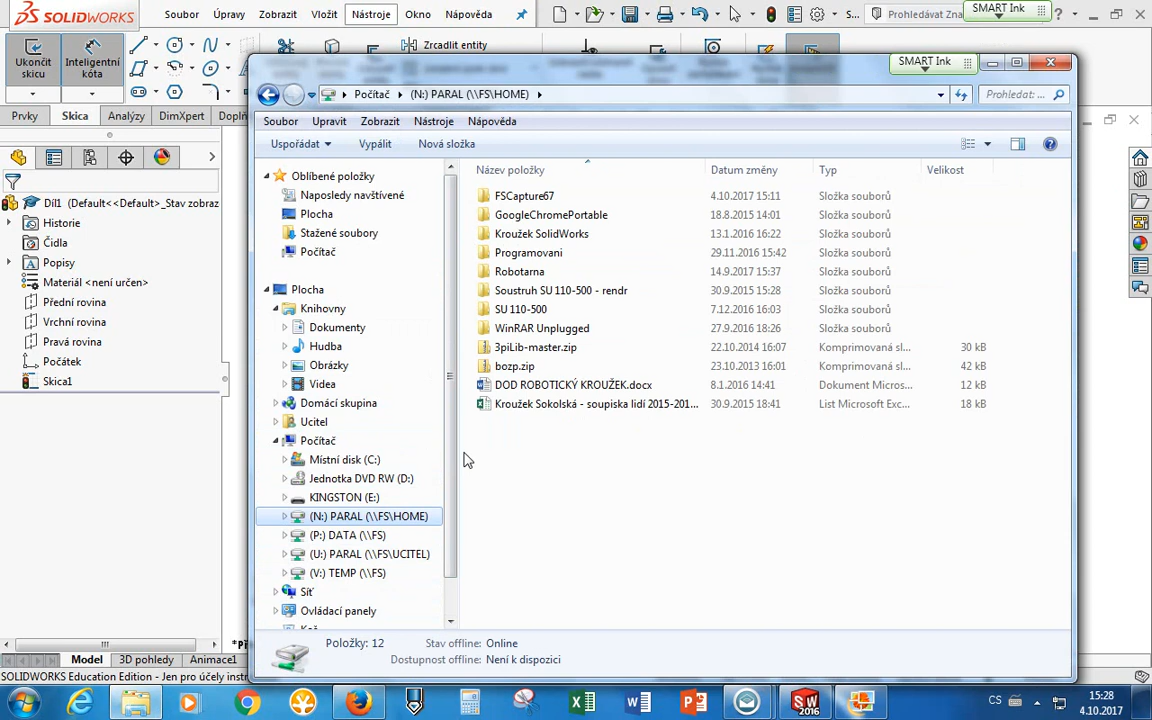 SOLIDWORKS Soubor Úpravy Zobrazit Vložit Nástroje Okno Nápověda S... Prohledávat Zna SMART Ink ?
Ukončit skicu
Inteligentní kóta
Zrcadlit entity
SMART Ink
Prvky Skica Analýzy DimXpert Doplň
Počítač (N:) PARAL (\\FS\HOME) Prohledat: ...
Soubor Upravit Zobrazit Nástroje Nápověda
Uspořádat Vypálit Nová složka
Díl1 (Default<<Default>_Stav zobraz
Historie
Čidla
Popisy
Materiál <není určen>
Přední rovina
Vrchní rovina
Pravá rovina
Počátek
Skica1
Oblíbené položky
Naposledy navštívené
Plocha
Stažené soubory
Počítač
Plocha
Knihovny
Dokumenty
Hudba
Obrázky
Videa
Domácí skupina
Ucitel
Počítač
Místní disk (C:)
Jednotka DVD RW (D:)
KINGSTON (E:)
(N:) PARAL (\\FS\HOME)
(P:) DATA (\\FS)
(U:) PARAL (\\FS\UCITEL)
(V:) TEMP (\\FS)
Síť
Ovládací panely
Název položky Datum změny Typ Velikost
FSCapture67 4.10.2017 15:11 Složka souborů
GoogleChromePortable 18.8.2015 14:01 Složka souborů
Kroužek SolidWorks 13.1.2016 16:22 Složka souborů
Programovani 29.11.2016 15:42 Složka souborů
Robotarna 14.9.2017 15:37 Složka souborů
Soustruh SU 110-500 - rendr 30.9.2015 15:28 Složka souborů
SU 110-500 7.12.2016 16:03 Složka souborů
WinRAR Unplugged 27.9.2016 18:26 Složka souborů
3piLib-master.zip 22.10.2014 16:07 Komprimovaná sl... 30 kB
bozp.zip 23.10.2013 16:01 Komprimovaná sl... 42 kB
DOD ROBOTICKÝ KROUŽEK.docx 8.1.2016 14:41 Dokument Micros... 12 kB
Kroužek Sokolská - soupiska lidí 2015-201... 30.9.2015 18:41 List Microsoft Exc... 18 kB
Položky: 12 Stav offline: Online
Dostupnost offline: Není k dispozici
Model 3D pohledy Animace1
SOLIDWORKS Education Edition - Jen pro účely instr
SW 2016
CS 15:28
4.10.2017